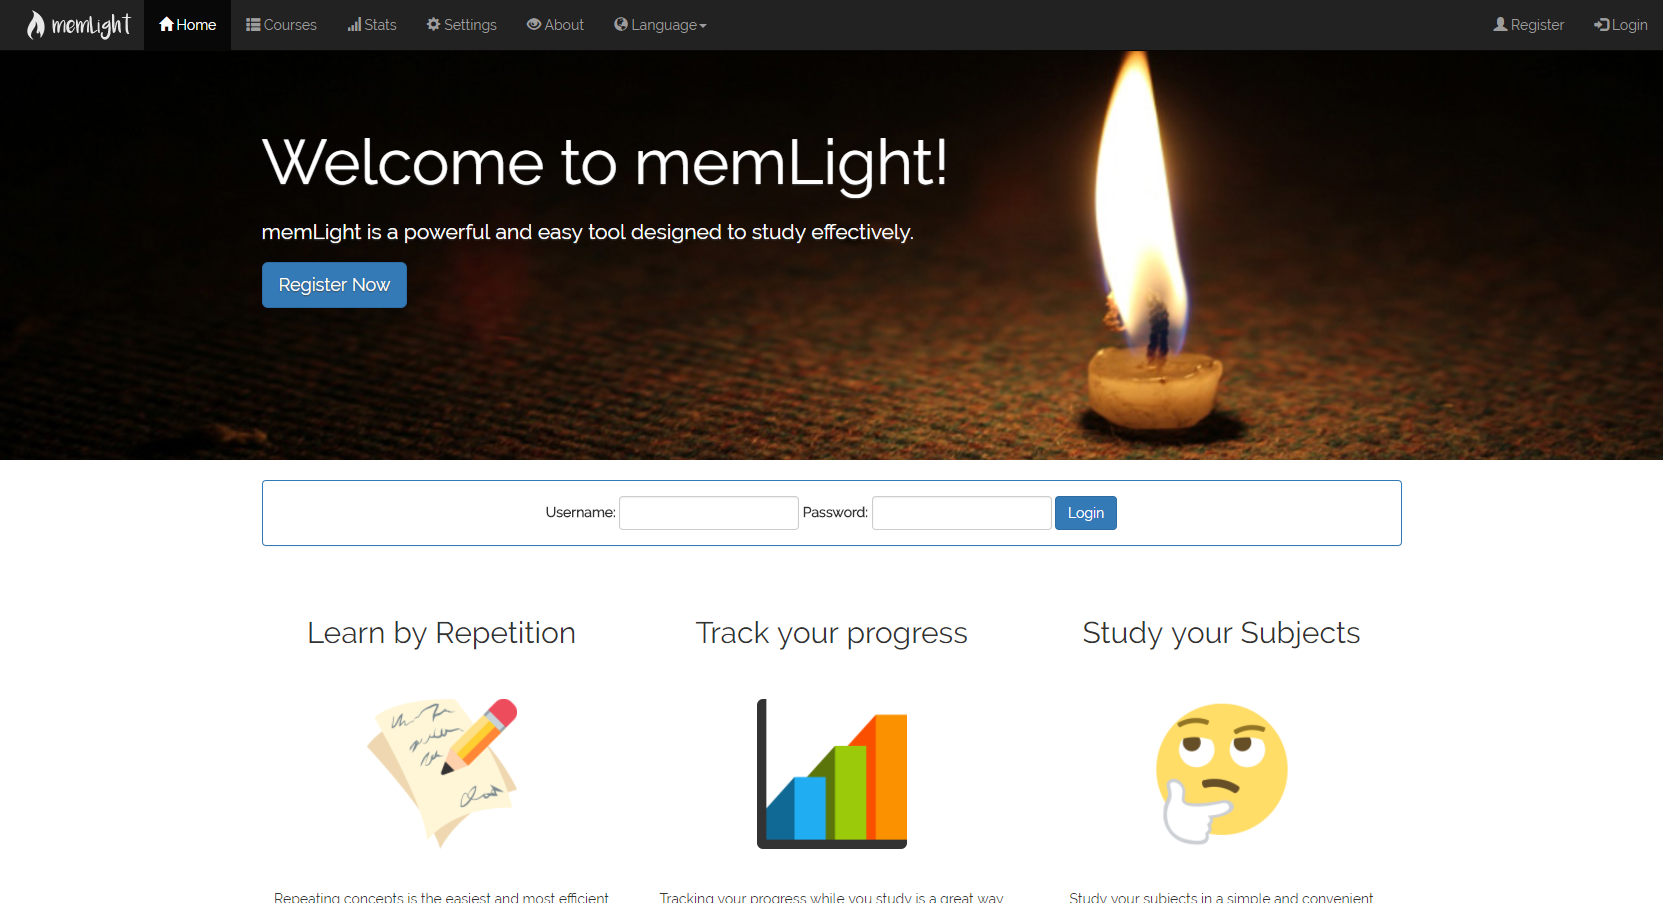 memLight Home Courses Stats Settings About Language Register Login
Welcome to memLight!
memLight is a powerful and easy tool designed to study effectively.
Register Now
Username: Password: Login
Learn by Repetition Track your progress Study your Subjects
Repeating concepts is the easiest and most efficient Tracking your progress while you study is a great way Study your subjects in a simple and convenient